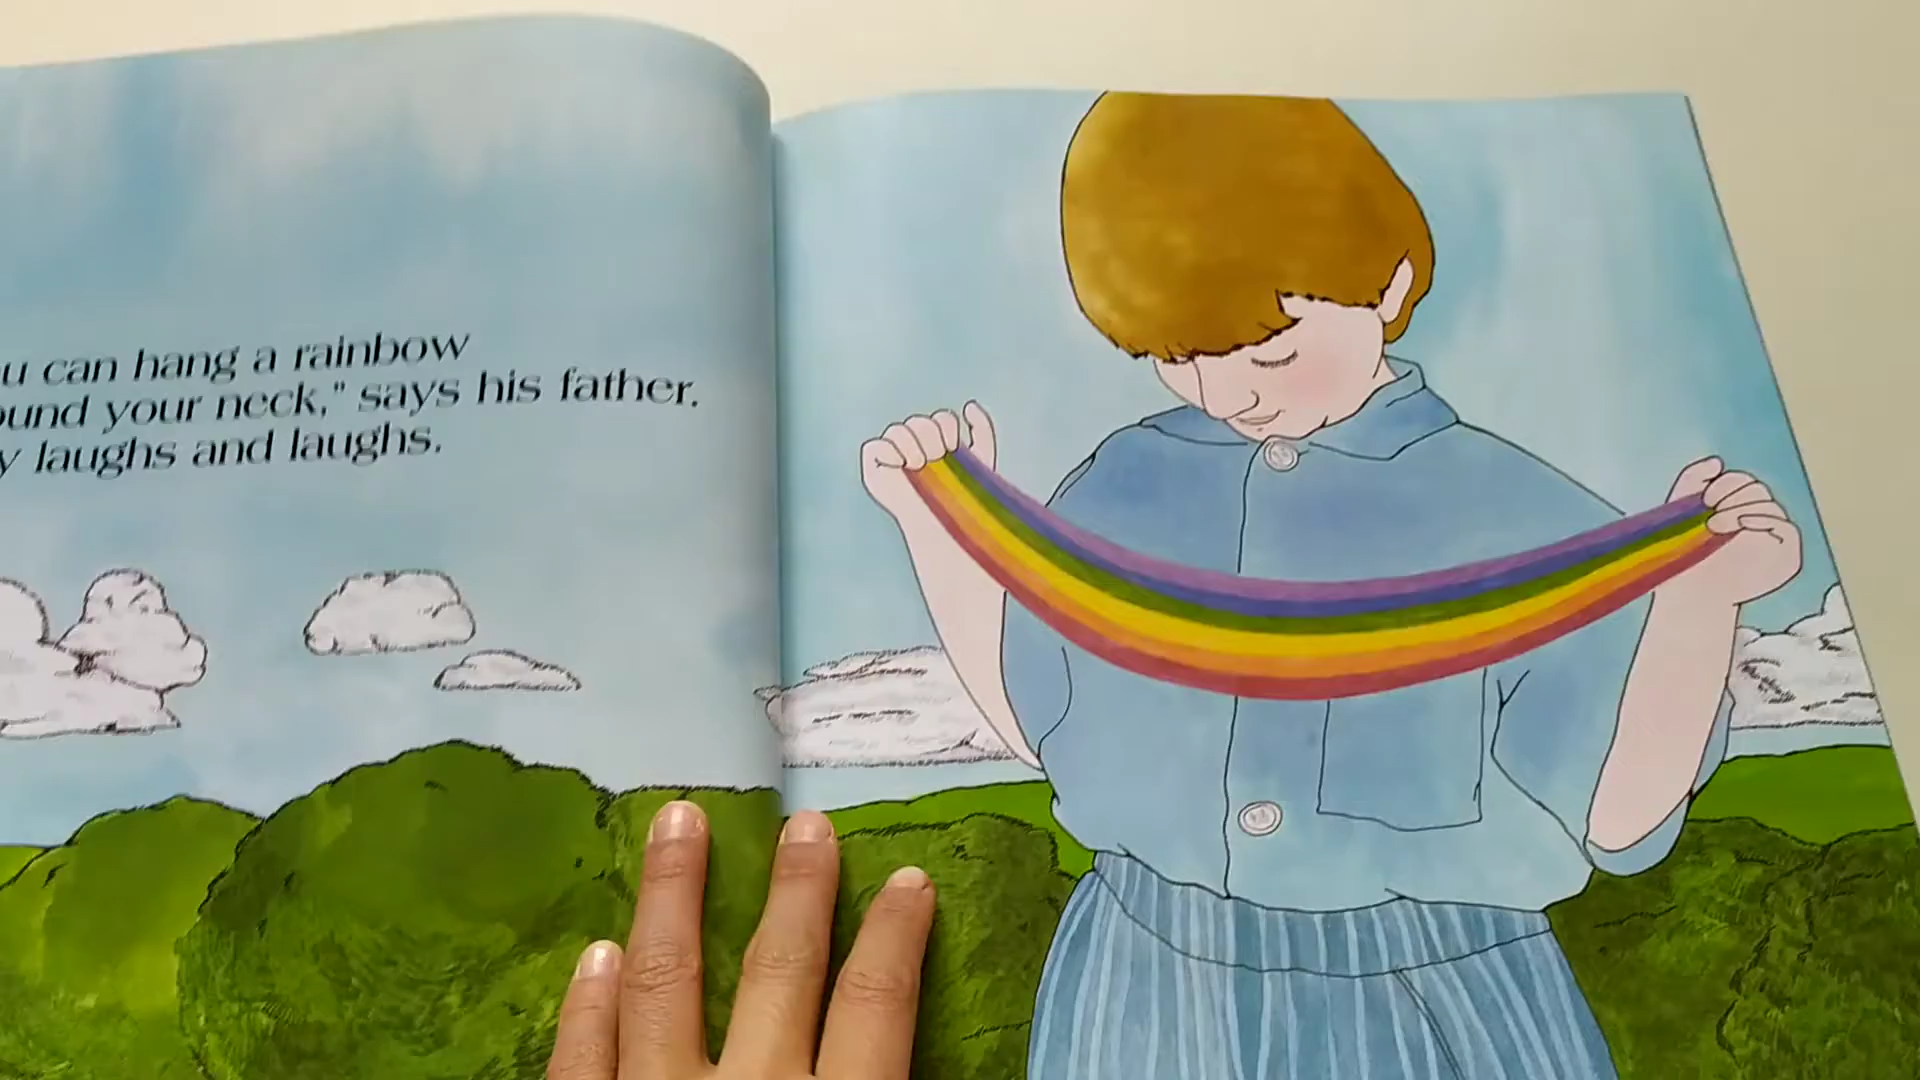 u can hang a rainbow
ound your neck," says his father.
y laughs and laughs.